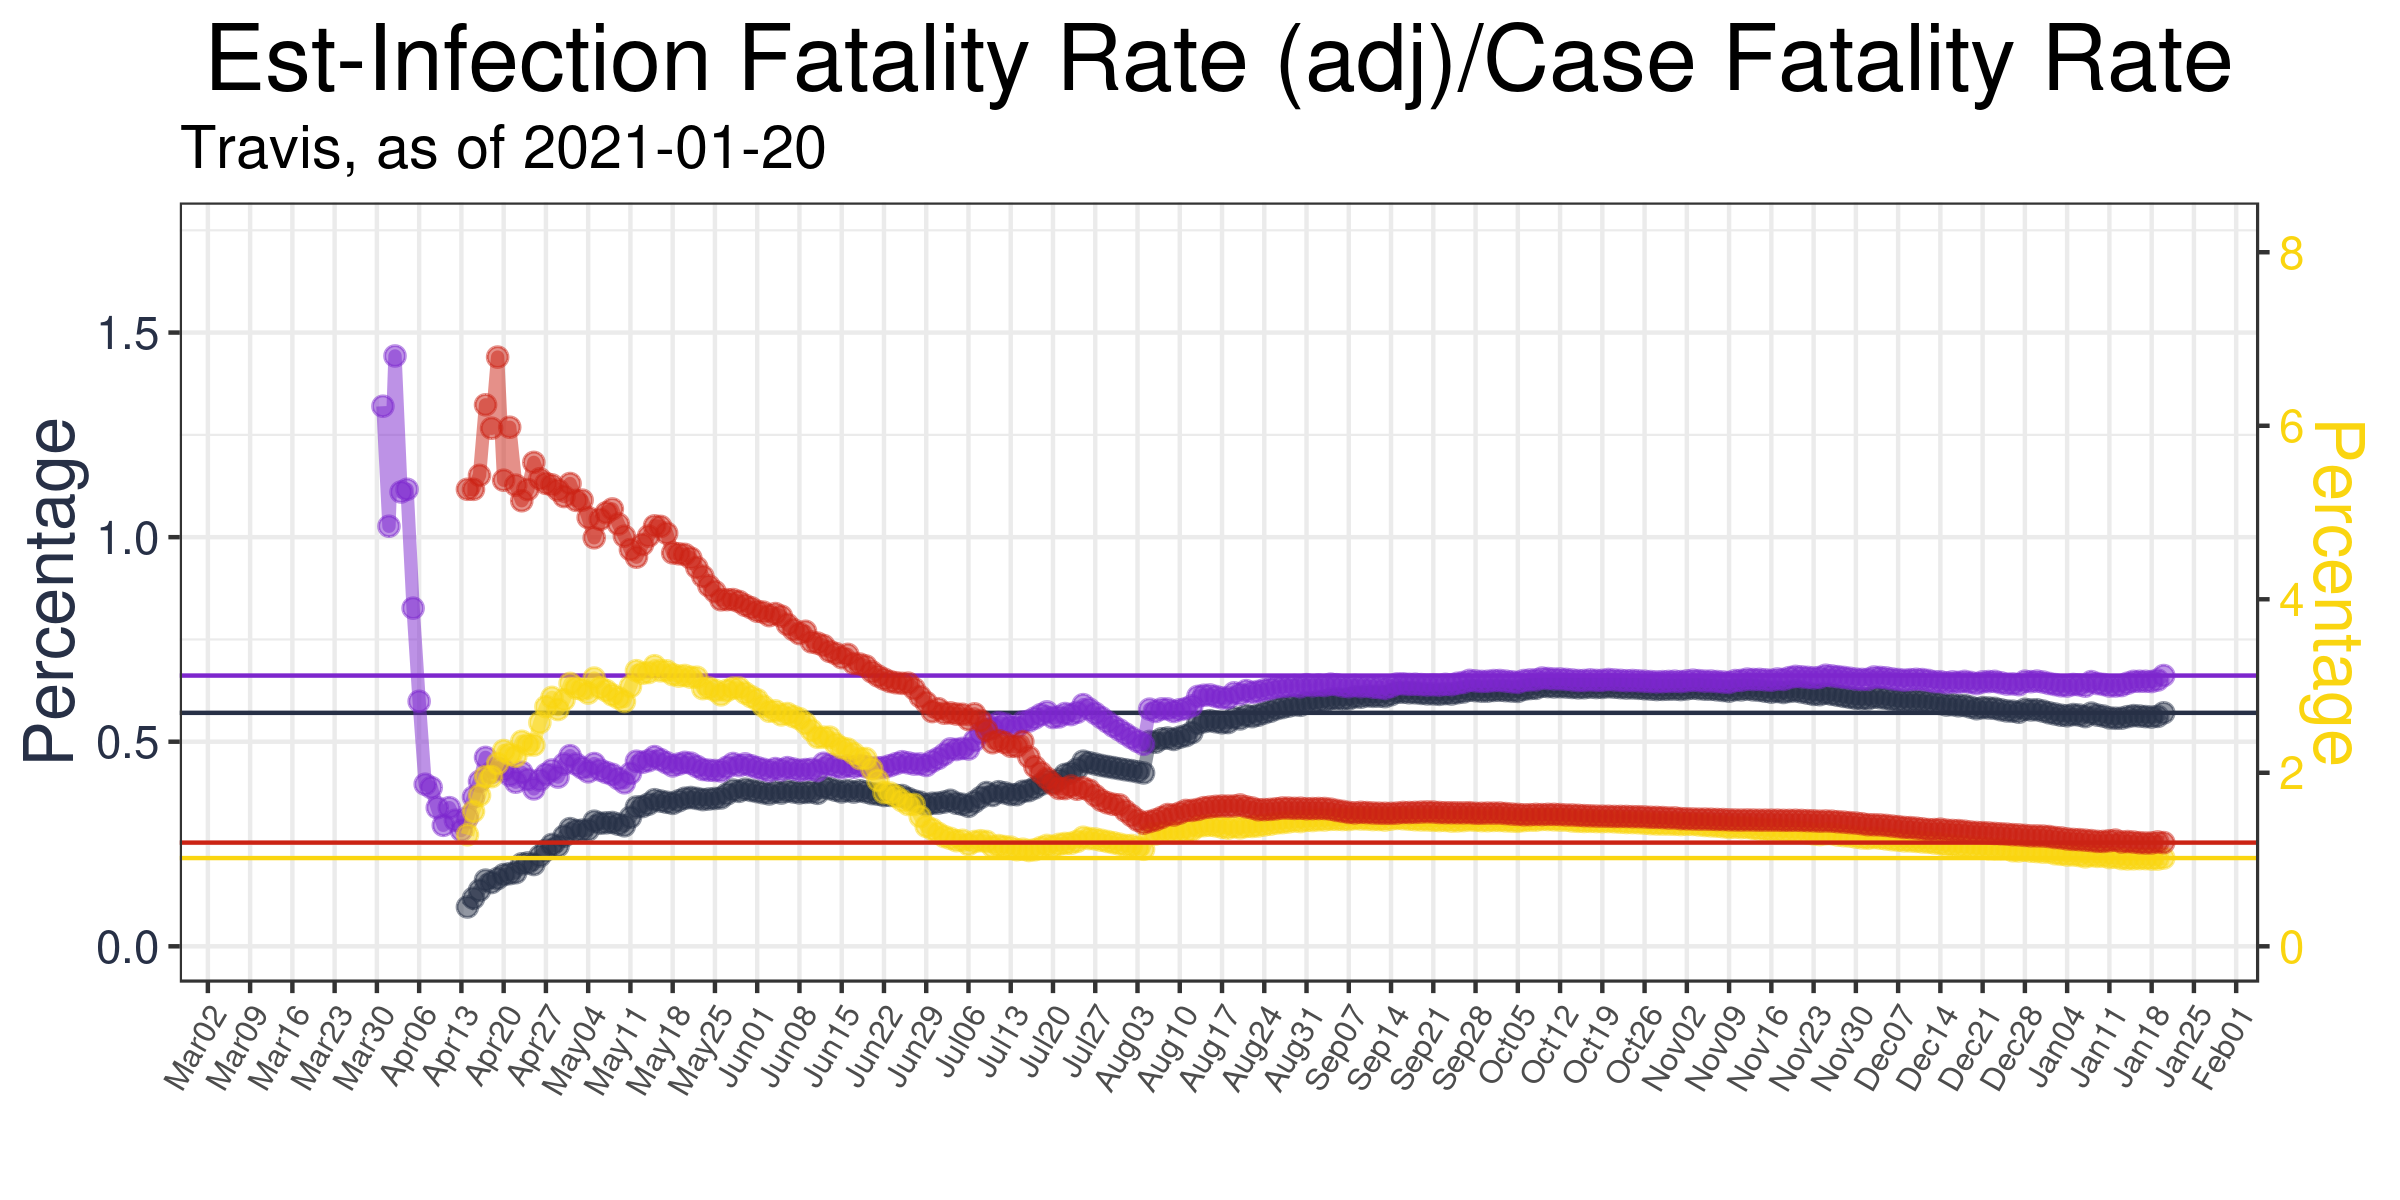 Est-Infection Fatality Rate (adj)/Case Fatality Rate
Travis, as of 2021-01-20
Percentage
1.5
1.0
0.5
0.0
8
6
4
2
0
Percentage
Mar02
Mar09
Mar16
Mar23
Mar30
Apr06
Apr13
Apr20
Apr27
May04
May11
May18
May25
Jun01
Jun08
Jun15
Jun22
Jun29
Jul06
Jul13
Jul20
Jul27
Aug03
Aug10
Aug17
Aug24
Aug31
Sep07
Sep14
Sep21
Sep28
Oct05
Oct12
Oct19
Oct26
Nov02
Nov09
Nov16
Nov23
Nov30
Dec07
Dec14
Dec21
Dec28
Jan04
Jan11
Jan18
Jan25
Feb01